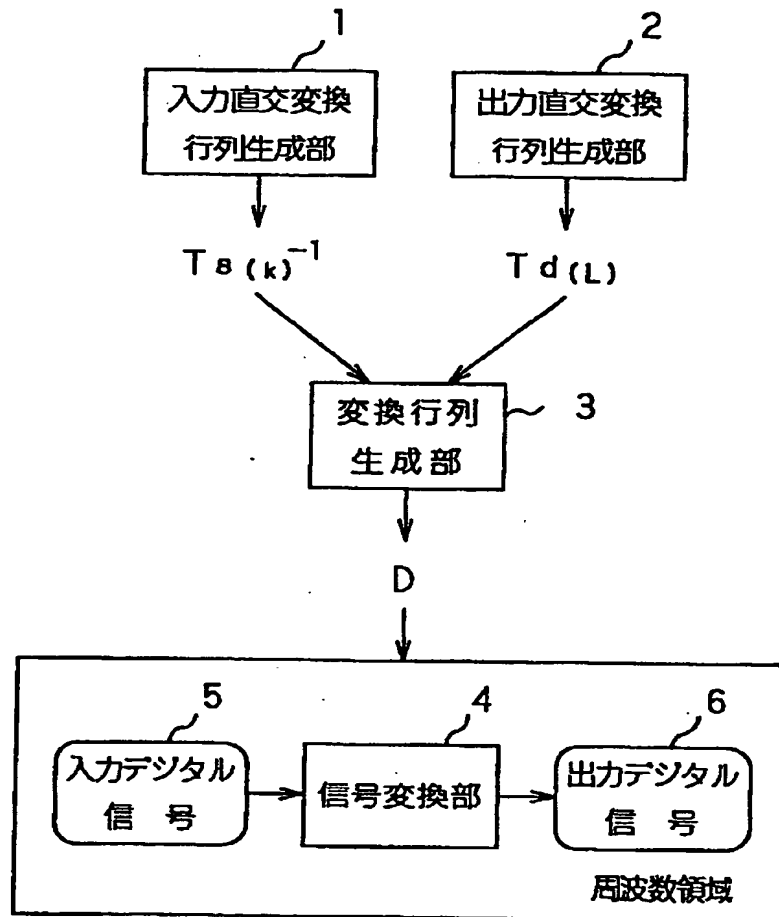 1
2
入力直交変換
行列生成部
出力直交変換
行列生成部
Ts(k)⁻¹
Td(L)
変換行列
生成部
3
D
5
4
6
入力デジタル
信号
信号変換部
出力デジタル
信号
周波数領域